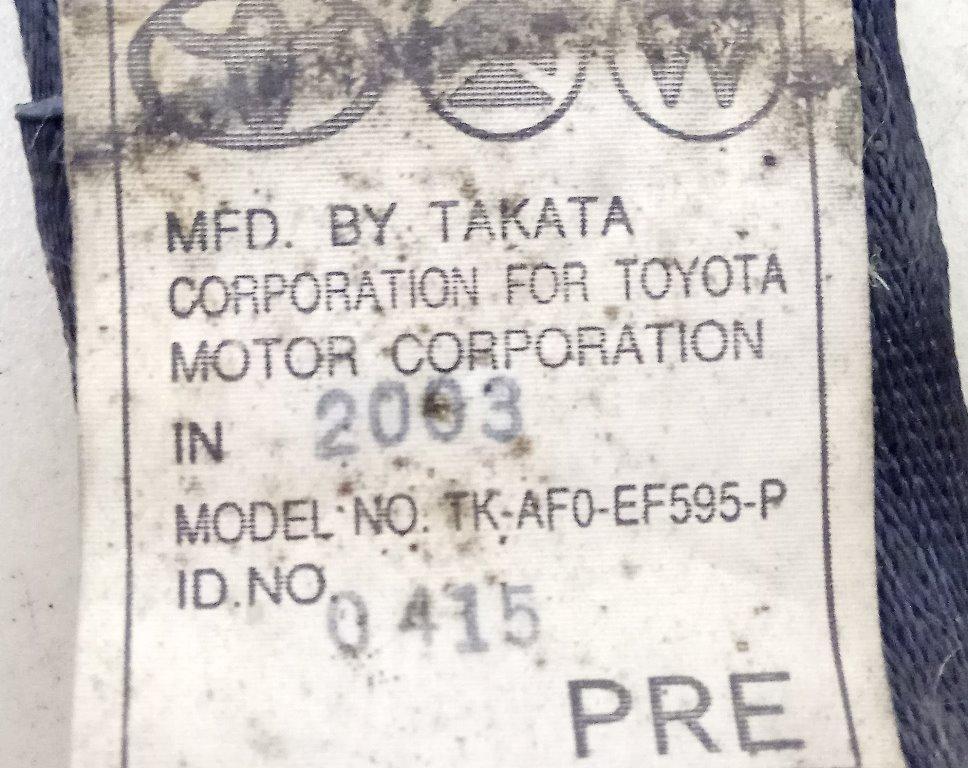 MFD. BY TAKATA
CORPORATION FOR TOYOTA
MOTOR CORPORATION
IN 2003
MODEL NO. TK-AF0-EF595-P
ID.NO. 0415
PRE